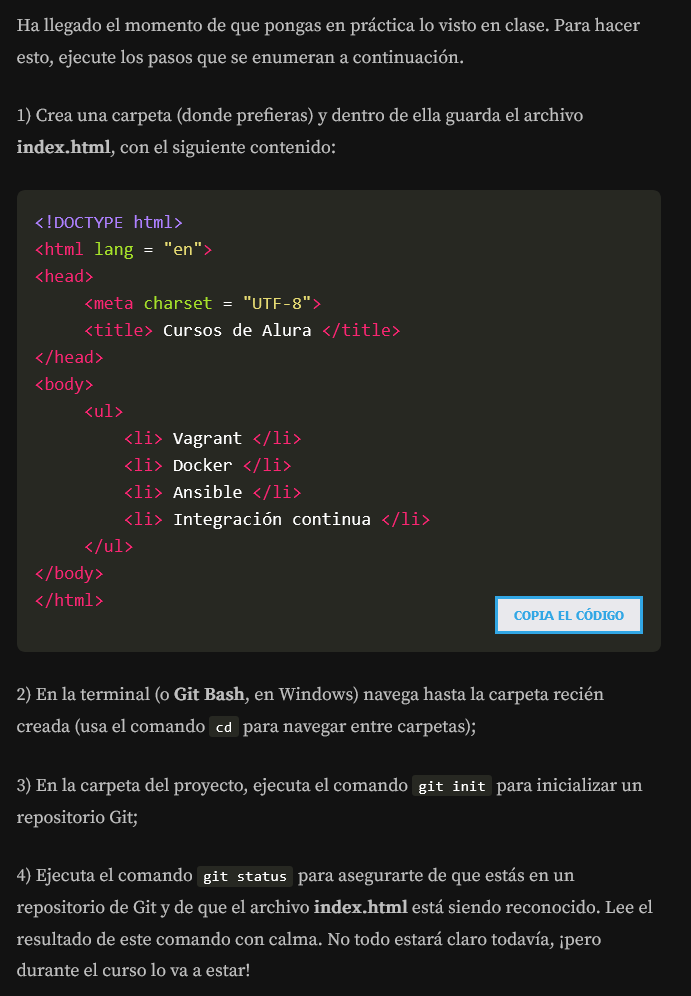 Ha llegado el momento de que pongas en práctica lo visto en clase. Para hacer
esto, ejecute los pasos que se enumeran a continuación.
1) Crea una carpeta (donde prefieras) y dentro de ella guarda el archivo
index.html, con el siguiente contenido:
<!DOCTYPE html>
<html lang = "en">
<head>
<meta charset = "UTF-8">
<title> Cursos de Alura </title>
</head>
<body>
<ul>
<li> Vagrant </li>
<li> Docker </li>
<li> Ansible </li>
<li> Integración continua </li>
</ul>
</body>
</html>
COPIA EL CÓDIGO
2) En la terminal (o Git Bash, en Windows) navega hasta la carpeta recién
creada (usa el comando cd para navegar entre carpetas);
3) En la carpeta del proyecto, ejecuta el comando git init para inicializar un
repositorio Git;
4) Ejecuta el comando git status para asegurarte de que estás en un
repositorio de Git y de que el archivo index.html está siendo reconocido. Lee el
resultado de este comando con calma. No todo estará claro todavía, ¡pero
durante el curso lo va a estar!